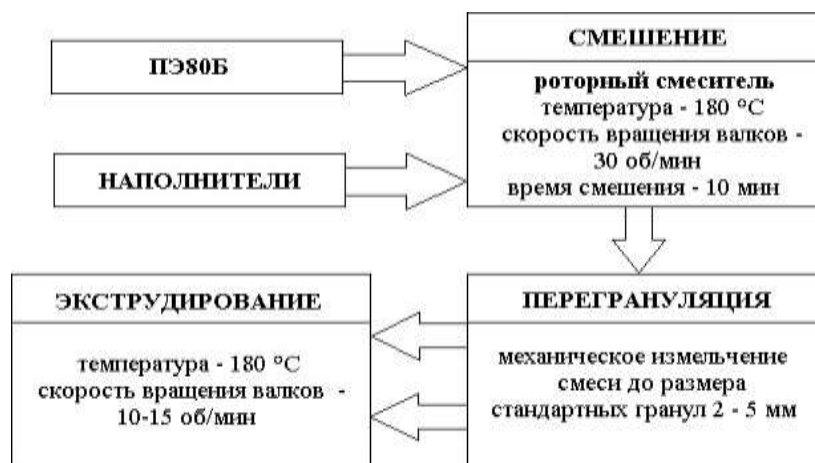 ПЭ80Б
НАПОЛНИТЕЛИ
СМЕШЕНИЕ
роторный смеситель
температура - 180 °C
скорость вращения валков -
30 об/мин
время смешения - 10 мин
ПЕРЕГРАНУЛЯЦИЯ
механическое измельчение
смеси до размера
стандартных гранул 2 - 5 мм
ЭКСТРУДИРОВАНИЕ
температура - 180 °C
скорость вращения валков -
10-15 об/мин